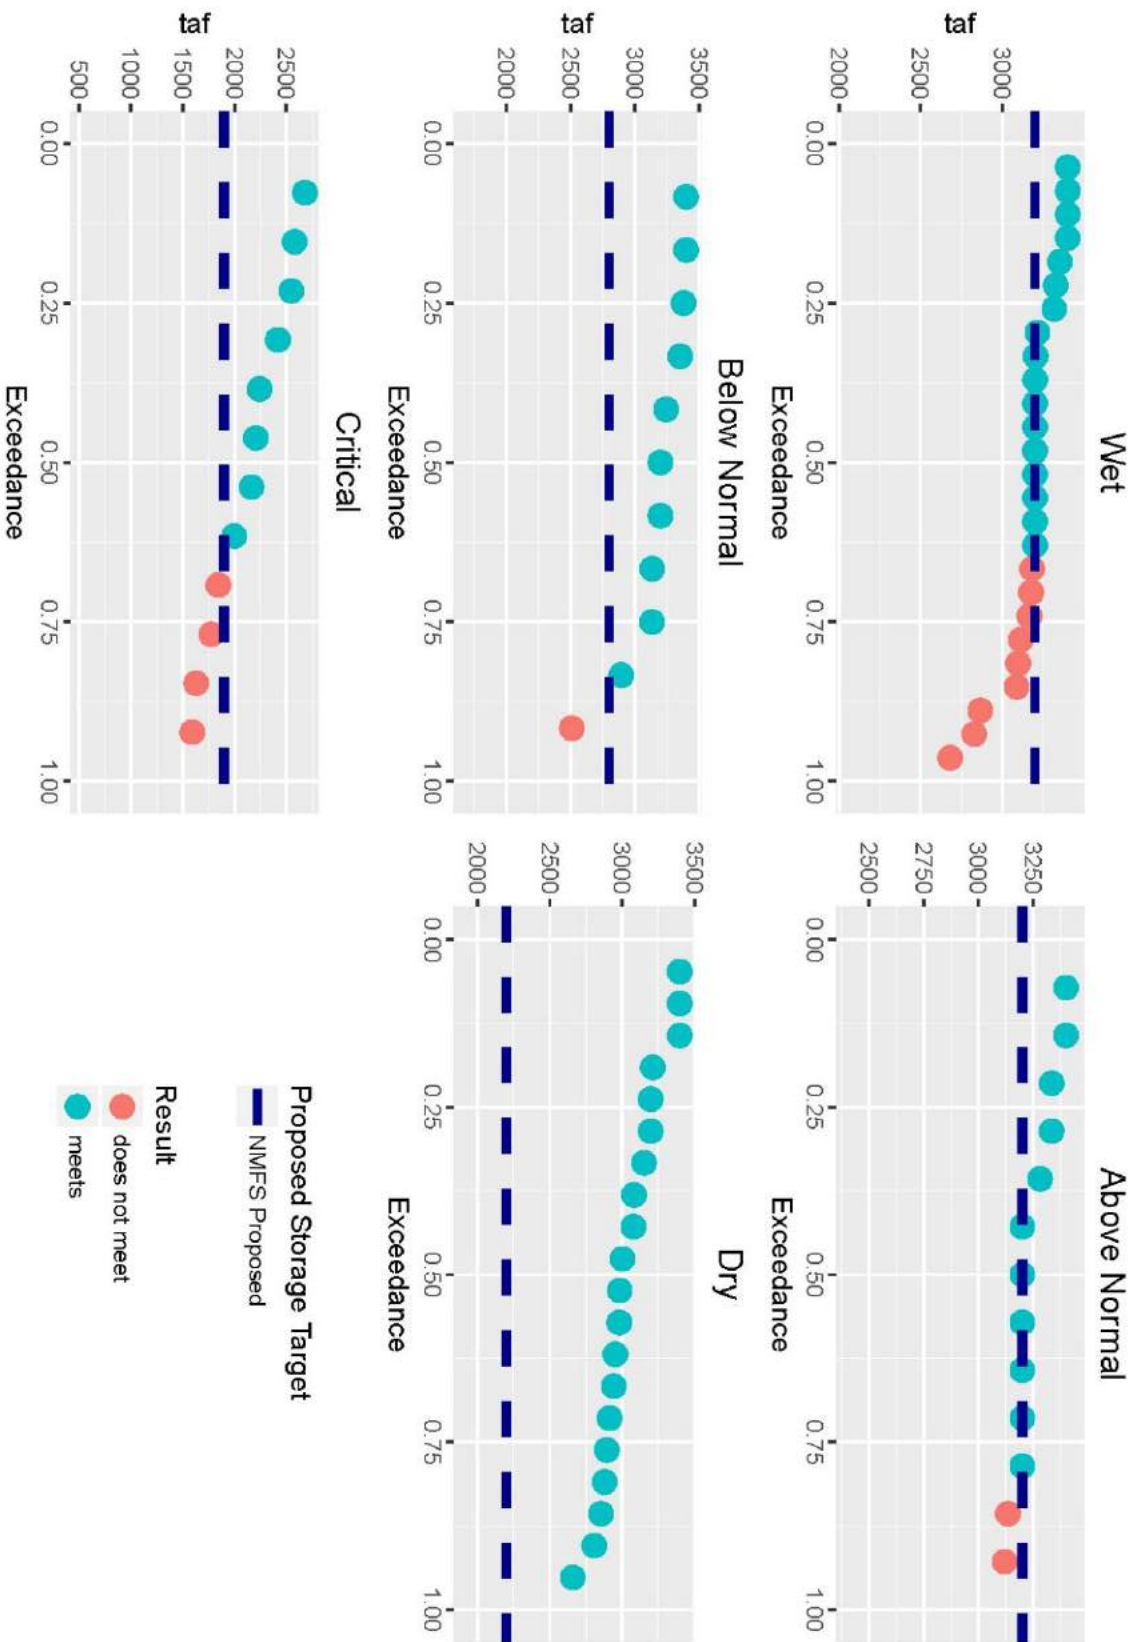 Wet
taf
3000
2500
2000
0.00
0.25
0.50
0.75
1.00
Exceedance
Above Normal
3250
3000
2750
2500
0.00
0.25
0.50
0.75
1.00
Exceedance
Below Normal
taf
3500
3000
2500
2000
0.00
0.25
0.50
0.75
1.00
Exceedance
Dry
3500
3000
2500
2000
0.00
0.25
0.50
0.75
1.00
Exceedance
Critical
taf
2500
2000
1500
1000
500
0.00
0.25
0.50
0.75
1.00
Exceedance
Proposed Storage Target
NMFS Proposed
Result
does not meet
meets